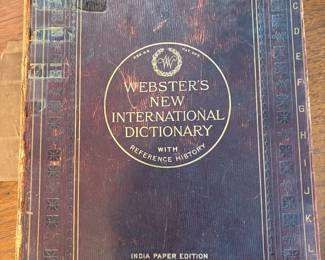 W
WEBSTER'S
NEW
INTERNATIONAL
DICTIONARY
WITH
REFERENCE HISTORY
INDIA PAPER EDITION
C
D
E
F
G
H
I
J
K
L